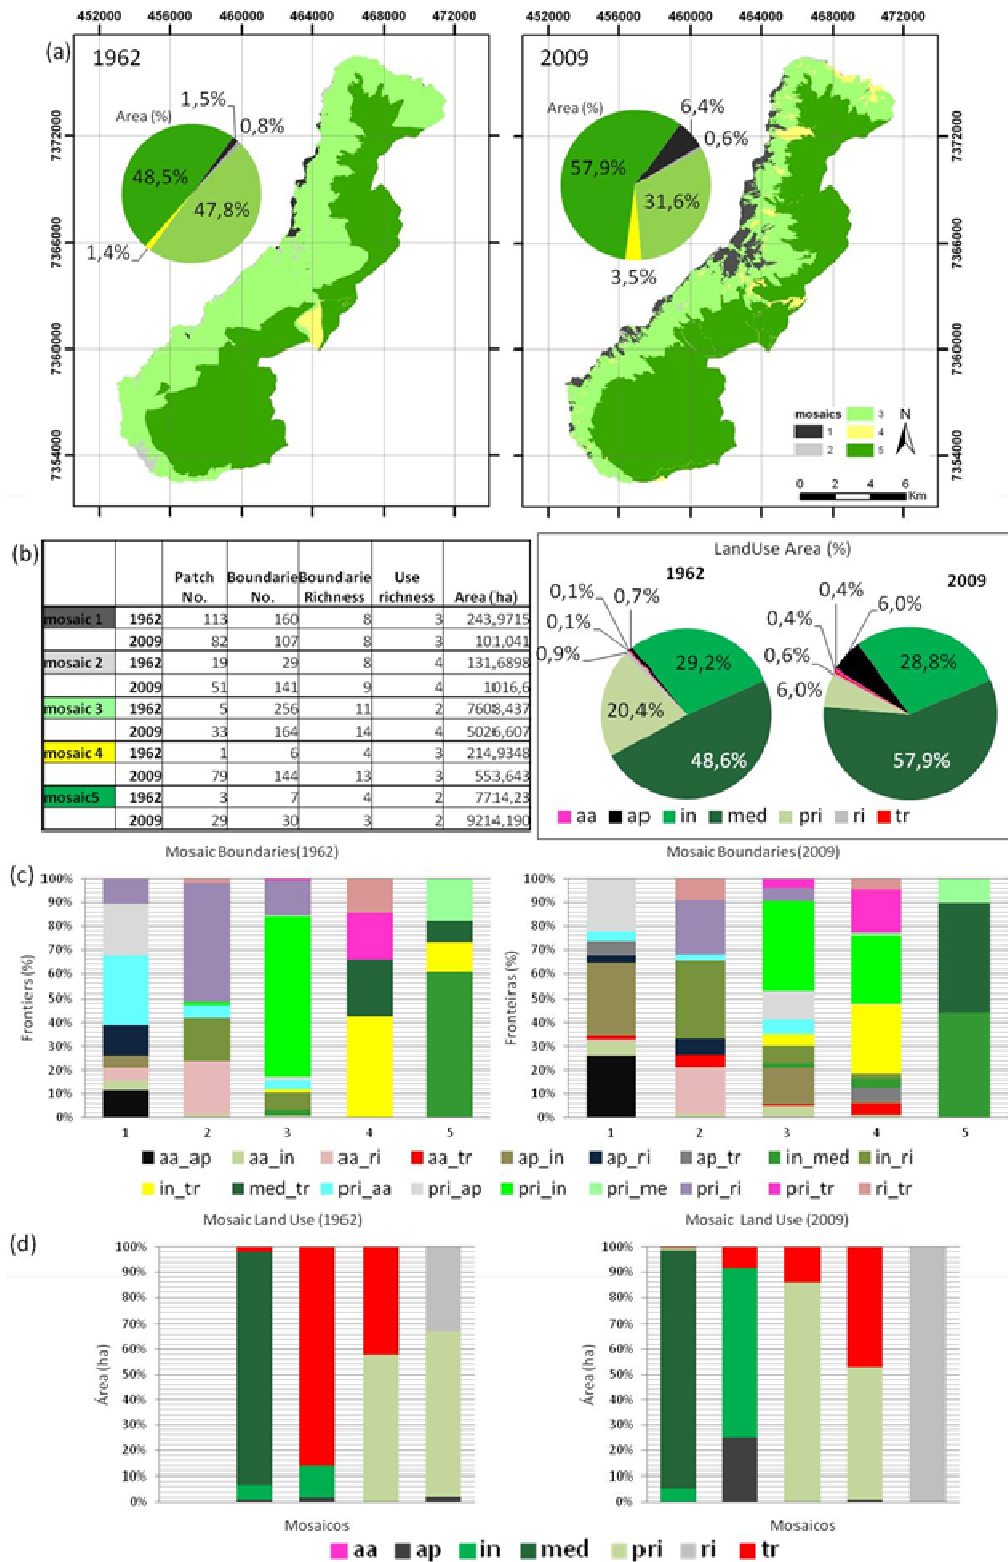 452000 456000 460000 464000 468000 472000
452000 456000 460000 464000 468000 472000
(a)
1962
Area (%)
1,5%
0,8%
48,5%
47,8%
1,4%
7372000
7366000
7360000
7354000
452000 456000 460000 464000 468000 472000
2009
Area (%)
6,4%
0,6%
57,9%
31,6%
3,5%
7372000
7366000
7360000
7354000
mosaics
1
2
3
4
5
N
0 2 4 6
Km
452000 456000 460000 464000 468000 472000
(b)
Patch No. Boundarie No. Boundarie Richness Use richness Area (ha)
mosaic 1 1962 113 160 8 3 243,9715
2009 82 107 8 3 101,041
mosaic 2 1962 19 29 8 4 131,6898
2009 51 141 9 4 1016,6
mosaic 3 1962 5 256 11 2 7608,437
2009 33 164 14 4 5026,607
mosaic 4 1962 1 6 4 3 214,9348
2009 79 144 13 3 553,643
mosaic5 1962 3 7 4 2 7714,23
2009 29 30 3 2 9214,190
LandUse Area (%)
1962
0,1%
0,7%
0,1%
0,9%
29,2%
20,4%
48,6%
2009
0,4%
0,4%
6,0%
0,6%
28,8%
6,0%
57,9%
aa ap in med pri ri tr
(c)
Mosaic Boundaries(1962)
Frontiers (%)
100%
90%
80%
70%
60%
50%
40%
30%
20%
10%
0%
1 2 3 4 5
Mosaic Boundaries(2009)
Fronteiras (%)
100%
90%
80%
70%
60%
50%
40%
30%
20%
10%
0%
1 2 3 4 5
aa_ap aa_in aa_ri aa_tr ap_in ap_ri ap_tr in_med in_ri
in_tr med_tr pri_aa pri_ap pri_in pri_me pri_ri pri_tr ri_tr
(d)
Mosaic Land Use (1962)
Área (ha)
100%
90%
80%
70%
60%
50%
40%
30%
20%
10%
0%
Mosaicos
Mosaic Land Use (2009)
Área (ha)
100%
90%
80%
70%
60%
50%
40%
30%
20%
10%
0%
Mosaicos
aa ap in med pri ri tr